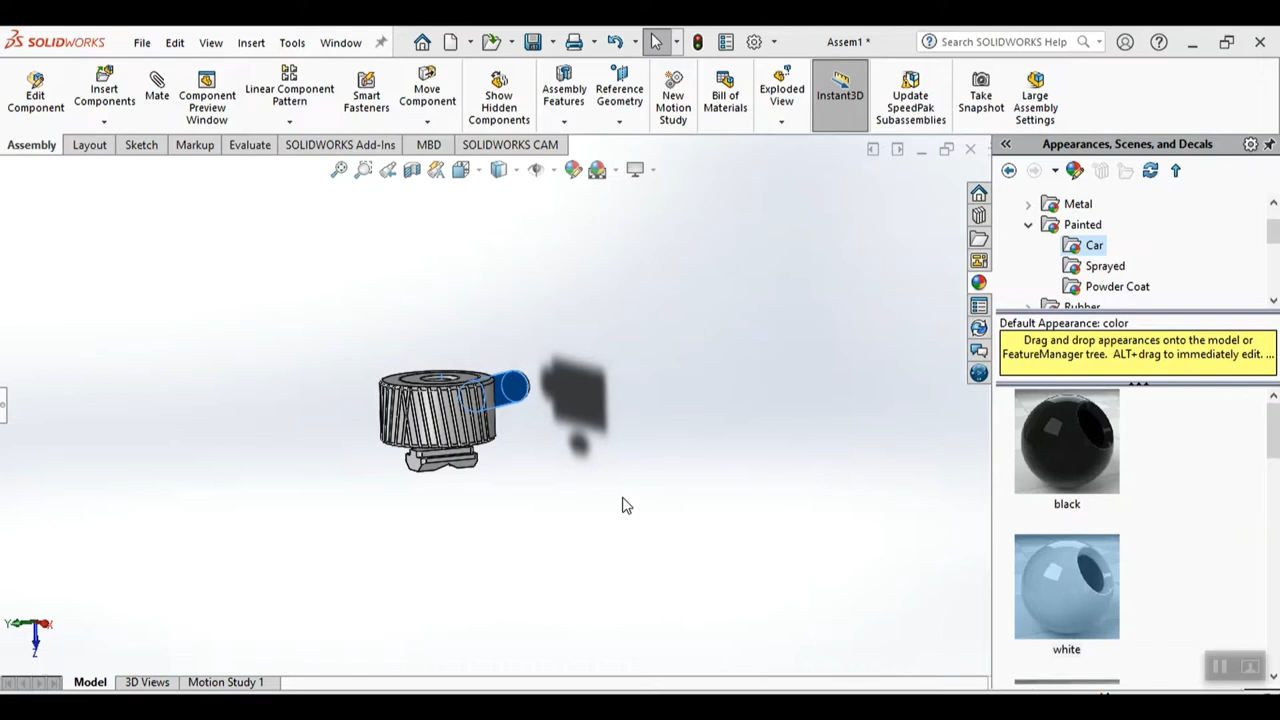 SOLIDWORKS File Edit View Insert Tools Window Assem1 * Search SOLIDWORKS Help
Edit Component
Insert Components
Mate
Component Preview Window
Linear Component Pattern
Smart Fasteners
Move Component
Show Hidden Components
Assembly Features
Reference Geometry
New Motion Study
Bill of Materials
Exploded View
Instant3D
Update SpeedPak Subassemblies
Take Snapshot
Large Assembly Settings
Assembly Layout Sketch Markup Evaluate SOLIDWORKS Add-Ins MBD SOLIDWORKS CAM
Appearances, Scenes, and Decals
Metal
Painted
Car
Sprayed
Powder Coat
Rubber
Default Appearance: color
Drag and drop appearances onto the model or
FeatureManager tree. ALT+drag to immediately edit. ...
black
white
Y X
Z
Model 3D Views Motion Study 1